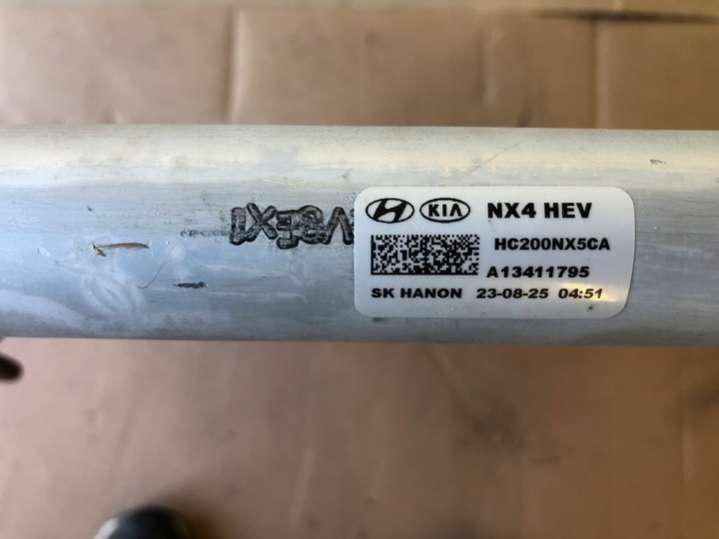 KIA NX4 HEV
HC200NX5CA
A13411795
SK HANON 23-08-25 04:51